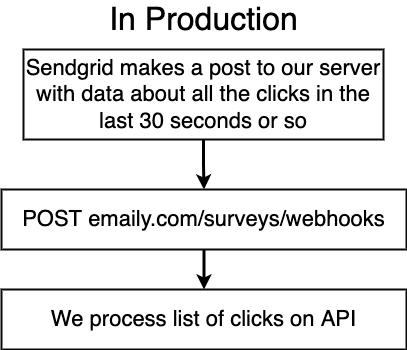 In Production
Sendgrid makes a post to our server
with data about all the clicks in the
last 30 seconds or so
POST emaily.com/surveys/webhooks
We process list of clicks on API